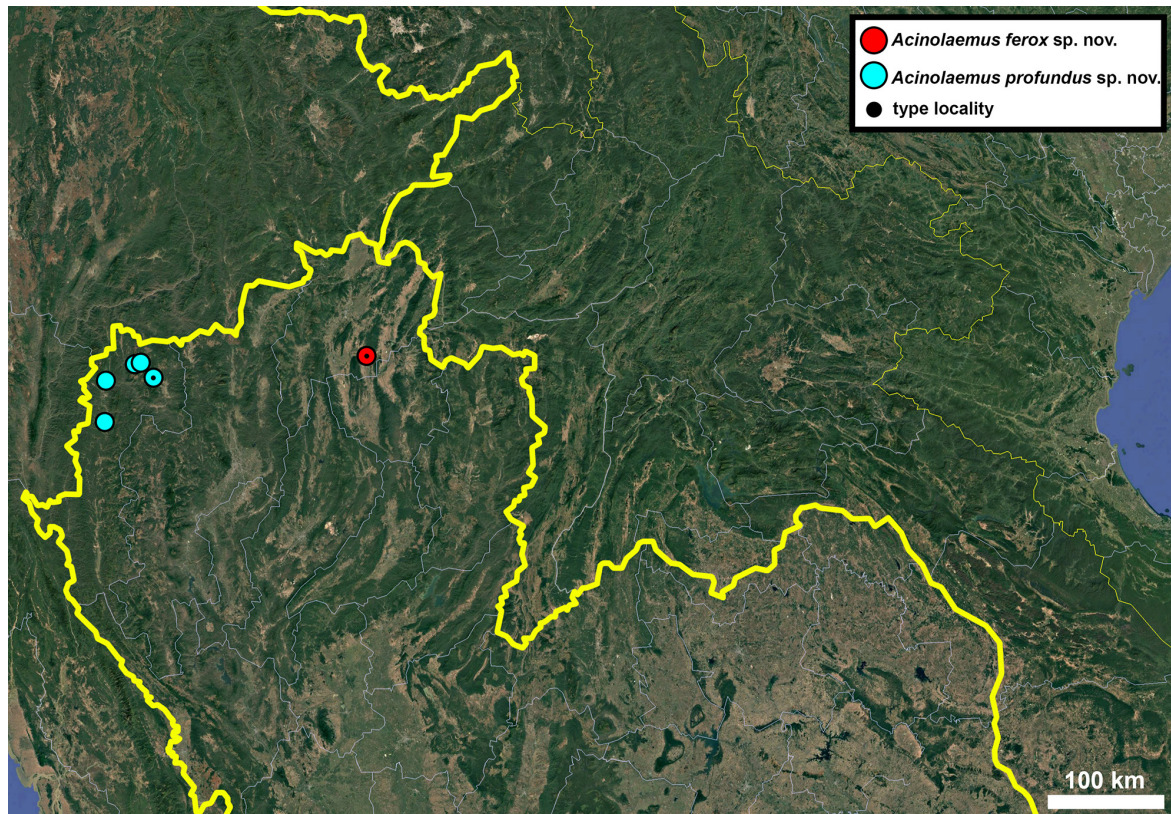 Acinolaemus ferox sp. nov.
Acinolaemus profundus sp. nov.
type locality
100 km